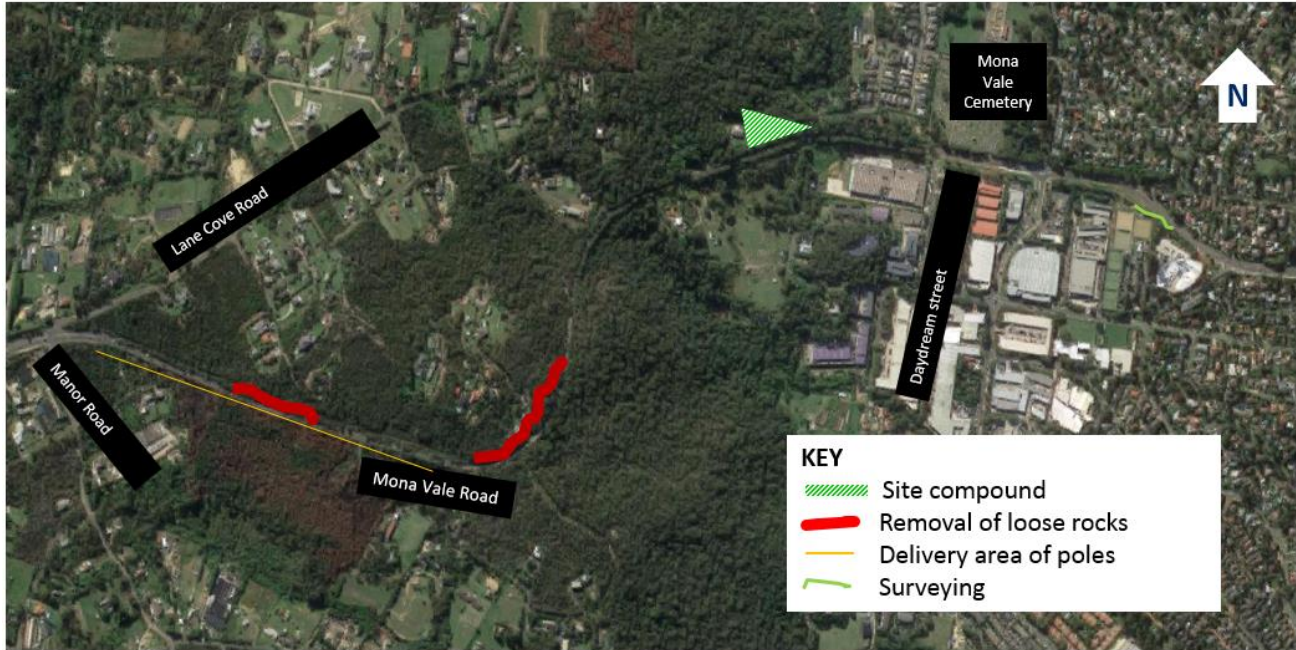 Mona
Vale
Cemetery
N
Lane Cove Road
Daydream street
Manor Road
Mona Vale Road
KEY
Site compound
Removal of loose rocks
Delivery area of poles
Surveying